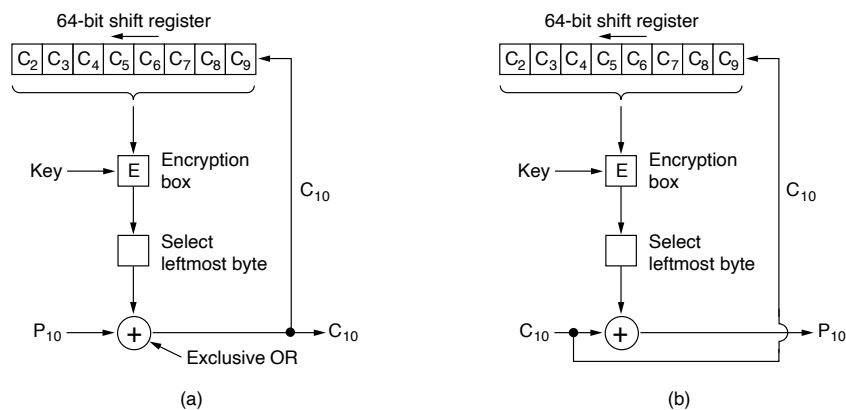 64-bit shift register
C2 C3 C4 C5 C6 C7 C8 C9
Key
E
Encryption
box
C10
Select
leftmost byte
P10
+
C10
Exclusive OR
(a)
64-bit shift register
C2 C3 C4 C5 C6 C7 C8 C9
Key
E
Encryption
box
C10
Select
leftmost byte
C10
+
P10
(b)